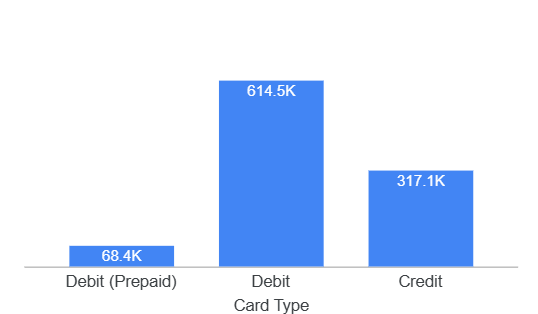 614.5K
317.1K
68.4K
Debit (Prepaid) Debit Credit
Card Type